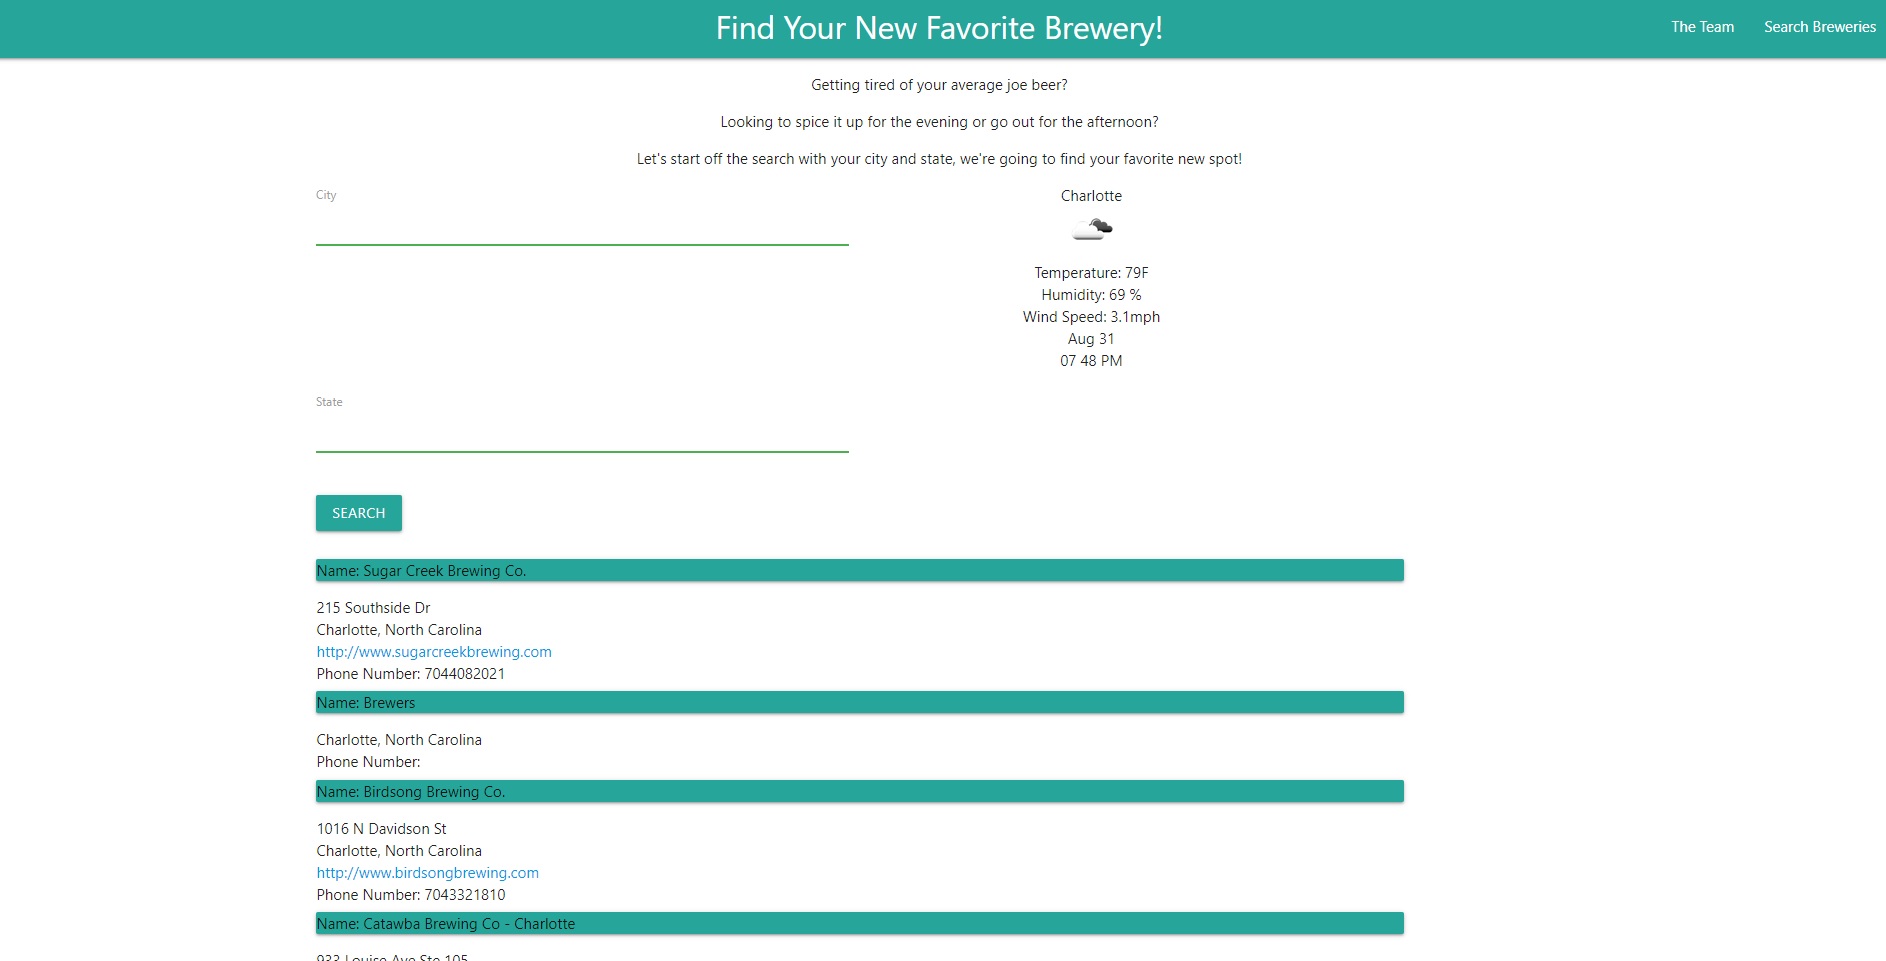 Find Your New Favorite Brewery!
The Team
Search Breweries
Getting tired of your average joe beer?
Looking to spice it up for the evening or go out for the afternoon?
Let's start off the search with your city and state, we're going to find your favorite new spot!
City
Charlotte
Temperature: 79F
Humidity: 69 %
Wind Speed: 3.1mph
Aug 31
07 48 PM
State
SEARCH
Name: Sugar Creek Brewing Co.
215 Southside Dr
Charlotte, North Carolina
http://www.sugarcreekbrewing.com
Phone Number: 7044082021
Name: Brewers
Charlotte, North Carolina
Phone Number:
Name: Birdsong Brewing Co.
1016 N Davidson St
Charlotte, North Carolina
http://www.birdsongbrewing.com
Phone Number: 7043321810
Name: Catawba Brewing Co - Charlotte
933 Louise Ave Ste 105